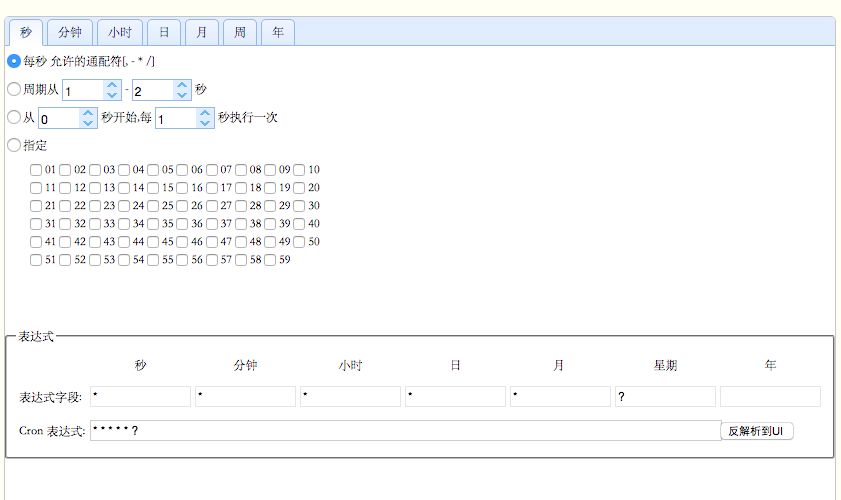 秒 分钟 小时 日 月 周 年
每秒 允许的通配符[, - * /]
周期从 1 - 2 秒
从 0 秒开始,每 1 秒执行一次
指定
01 02 03 04 05 06 07 08 09 10
11 12 13 14 15 16 17 18 19 20
21 22 23 24 25 26 27 28 29 30
31 32 33 34 35 36 37 38 39 40
41 42 43 44 45 46 47 48 49 50
51 52 53 54 55 56 57 58 59
表达式
秒 分钟 小时 日 月 星期 年
表达式字段: * * * * * ?
Cron 表达式: * * * * * ? 反解析到UI